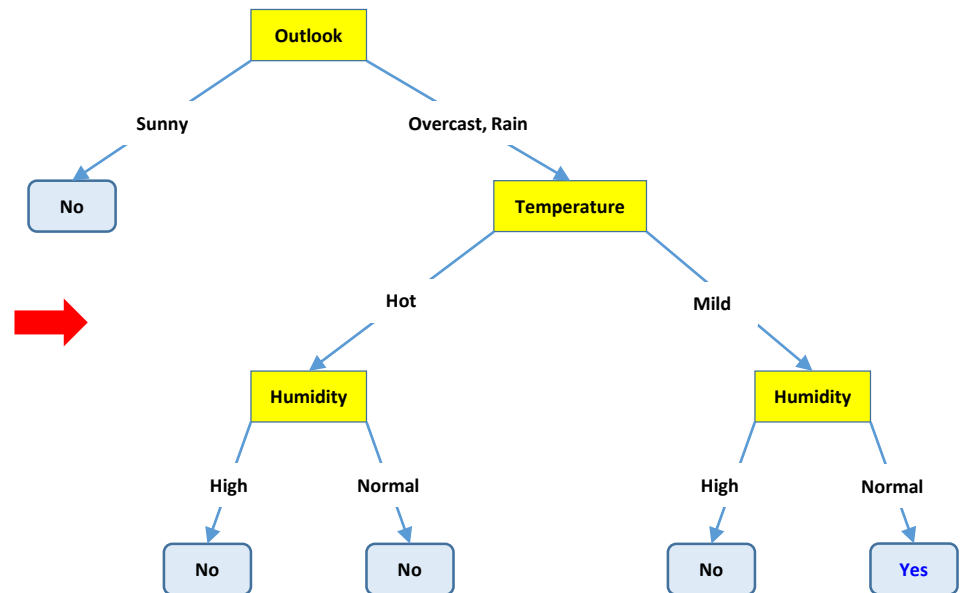 Outlook
Sunny
Overcast, Rain
No
Temperature
Hot
Mild
Humidity
Humidity
High
Normal
High
Normal
No
No
No
Yes